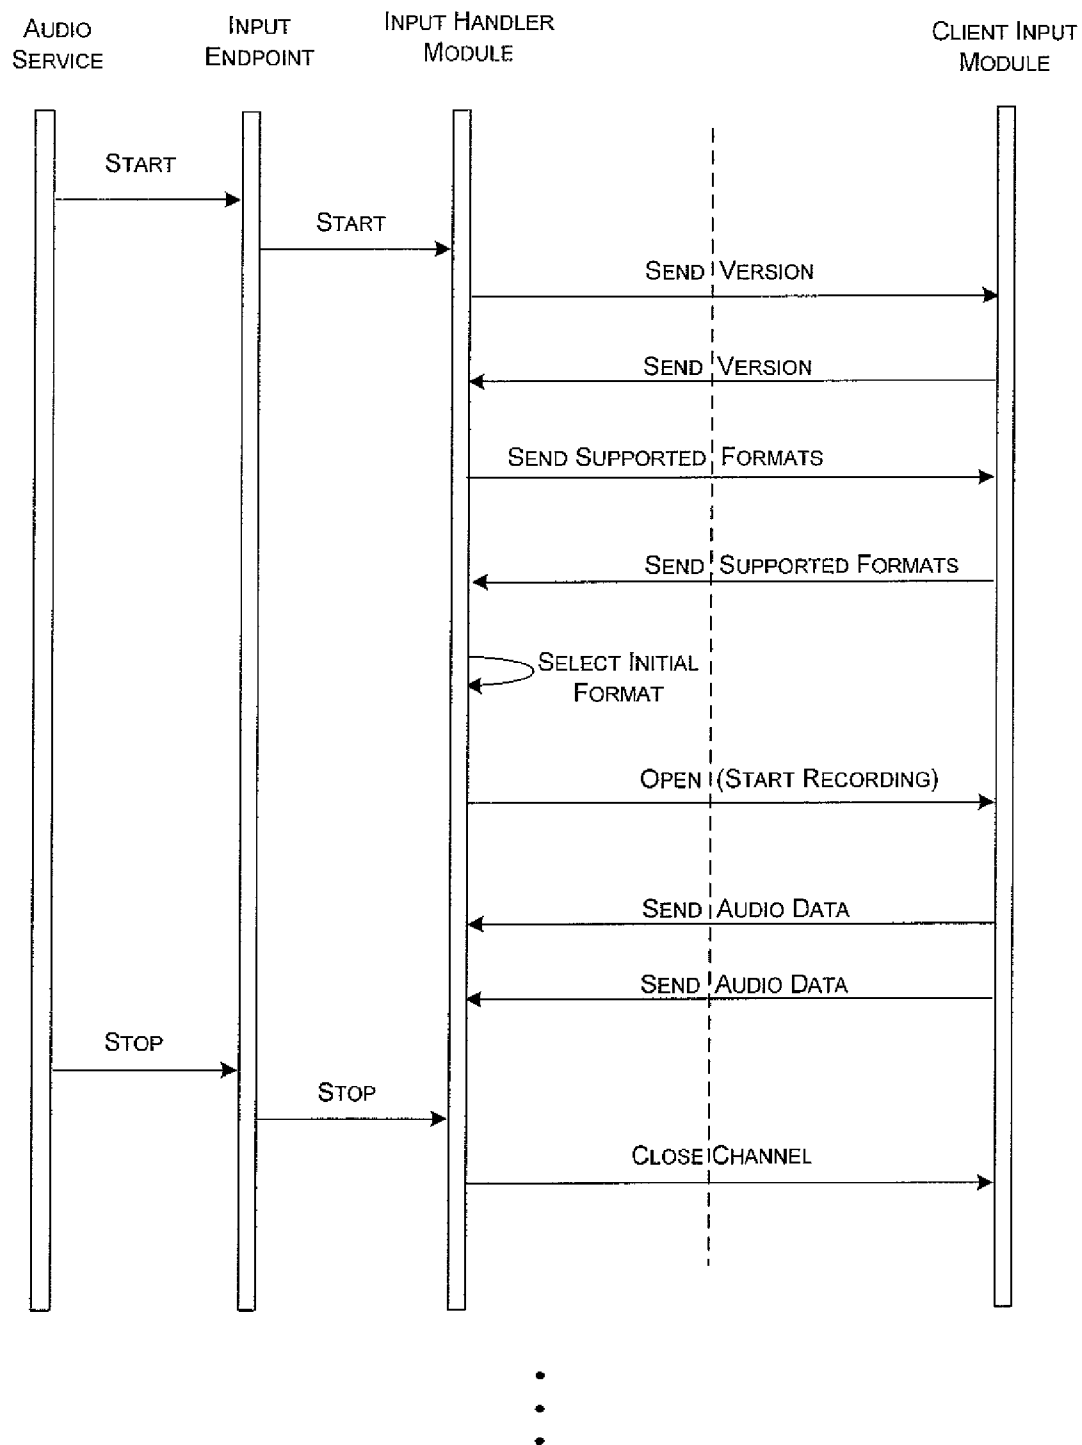 AUDIO
SERVICE
INPUT
ENDPOINT
INPUT HANDLER
MODULE
CLIENT INPUT
MODULE
START
START
SEND VERSION
SEND VERSION
SEND SUPPORTED FORMATS
SEND SUPPORTED FORMATS
SELECT INITIAL
FORMAT
OPEN (START RECORDING)
SEND AUDIO DATA
SEND AUDIO DATA
STOP
STOP
CLOSE CHANNEL